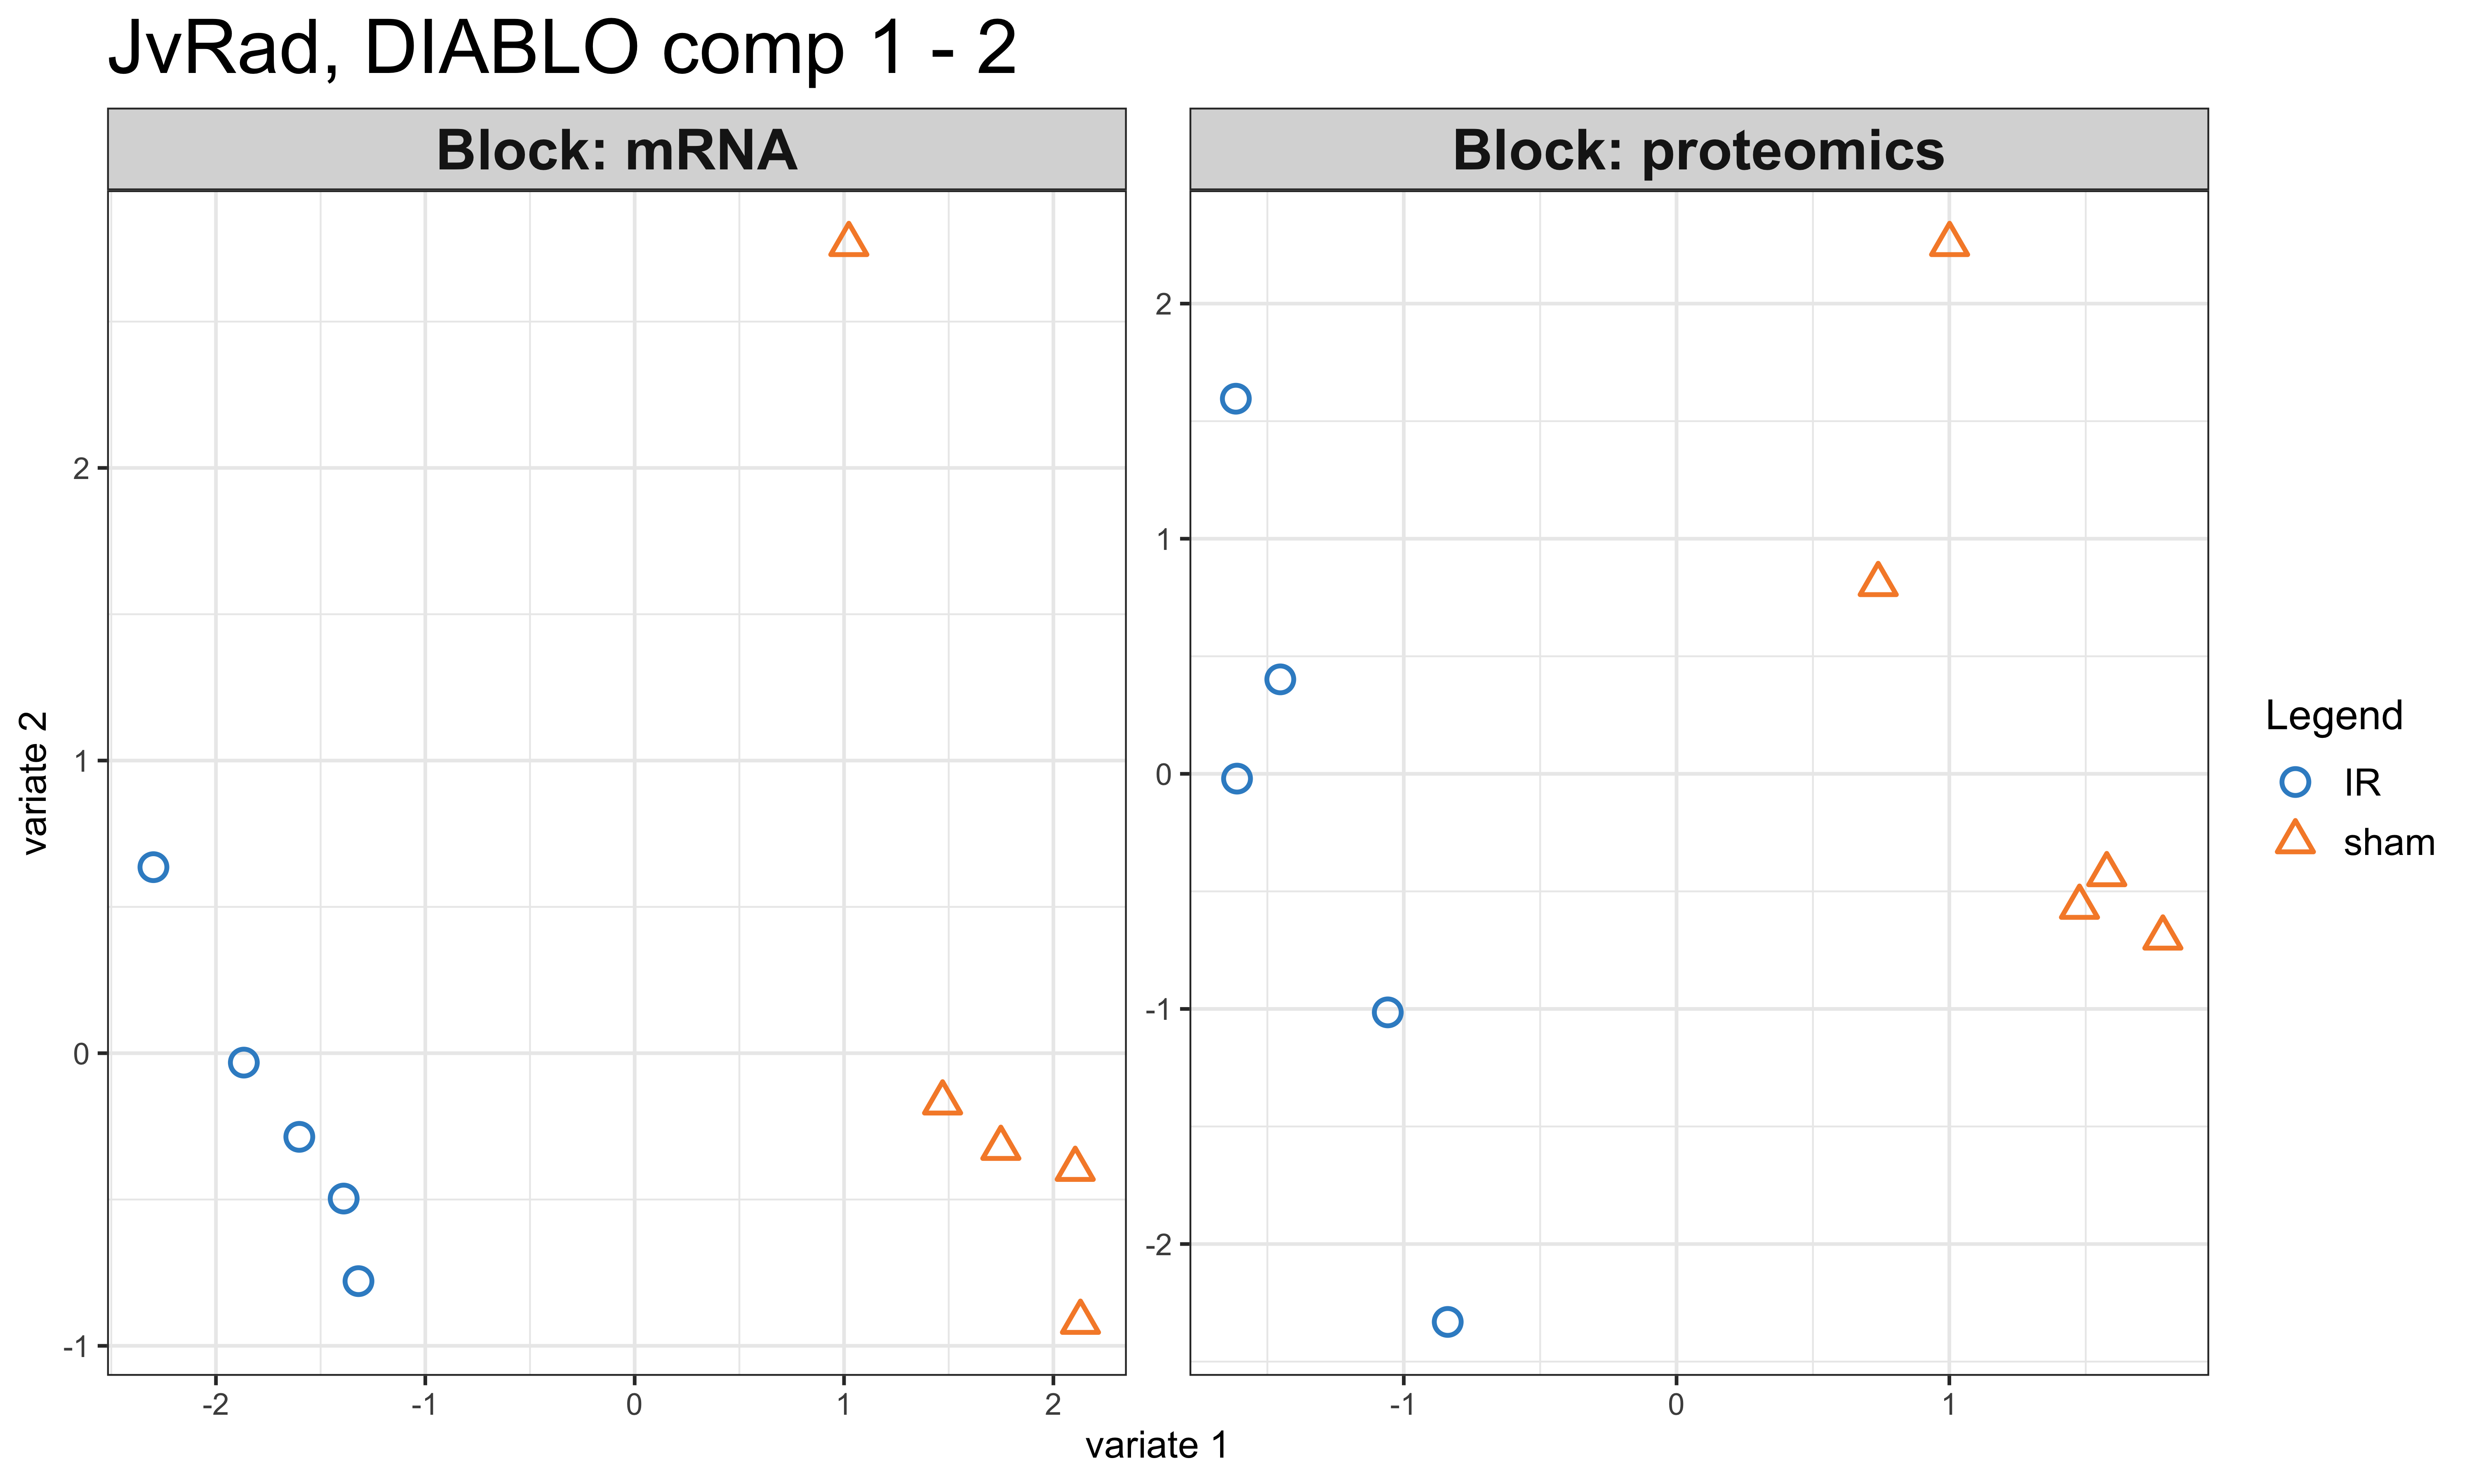 JvRad, DIABLO comp 1 - 2
Block: mRNA
Block: proteomics
variate 2
2
1
0
-1
2
1
0
-1
-2
-2 -1 0 1 2
-1 0 1
variate 1
Legend
IR
sham